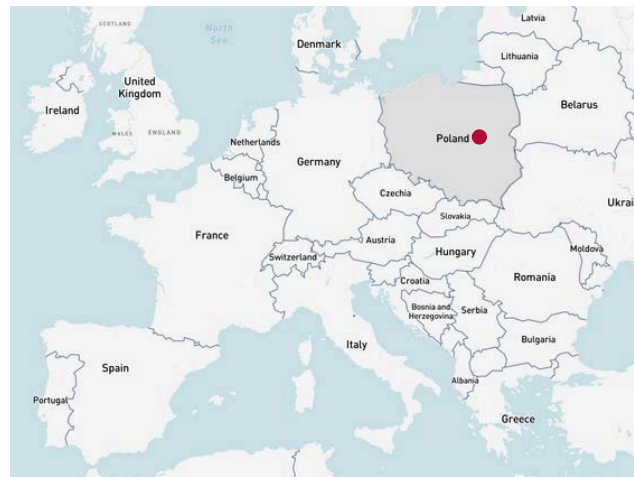 SCOTLAND
North
Sea
Denmark
Latvia
Lithuania
United
Kingdom
Ireland
Belarus
WALES
ENGLAND
Netherlands
Poland
Germany
Belgium
Czechia
Ukrai
Slovakia
France
Austria
Switzerland
Hungary
Moldova
Croatia
Romania
Bosnia and
Herzegovina
Serbia
Italy
Bulgaria
Spain
Albania
Portugal
Greece